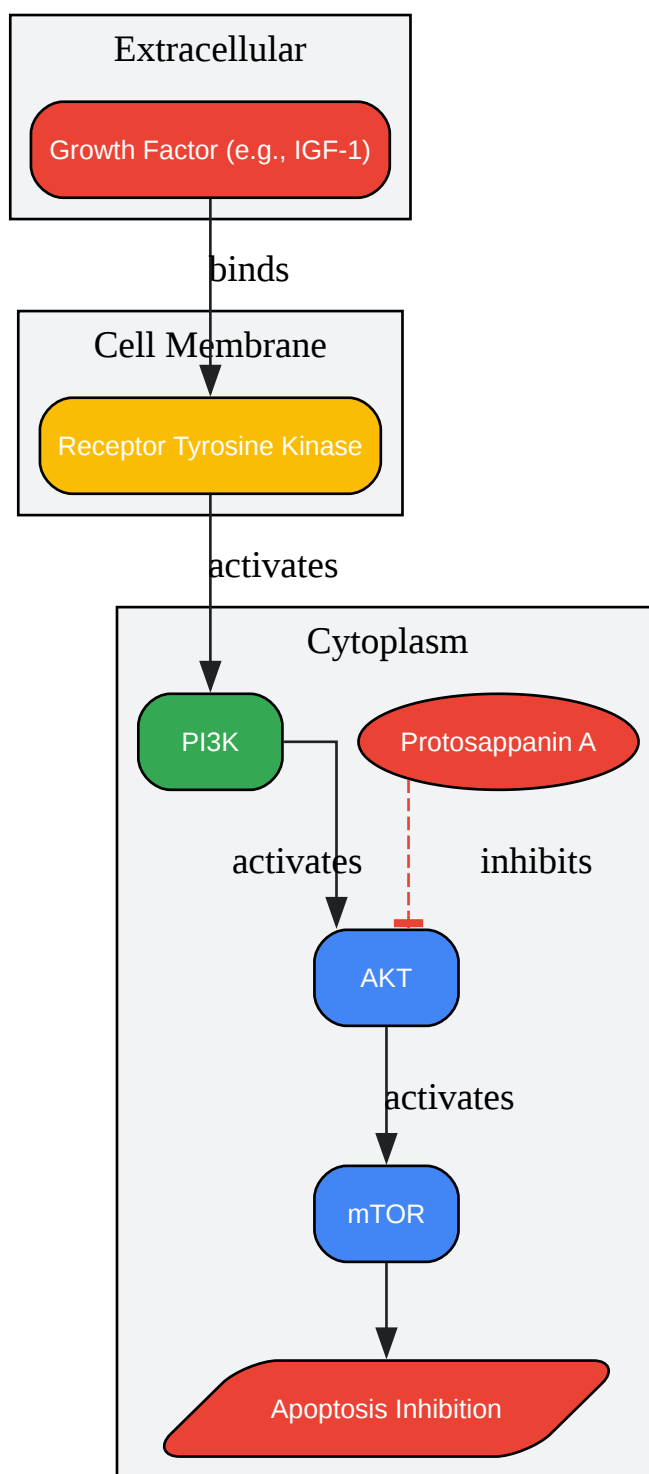 Extracellular
Growth Factor (e.g., IGF-1)
binds
Cell Membrane
Receptor Tyrosine Kinase
activates
Cytoplasm
PI3K
Protosappanin A
activates
inhibits
AKT
activates
mTOR
Apoptosis Inhibition